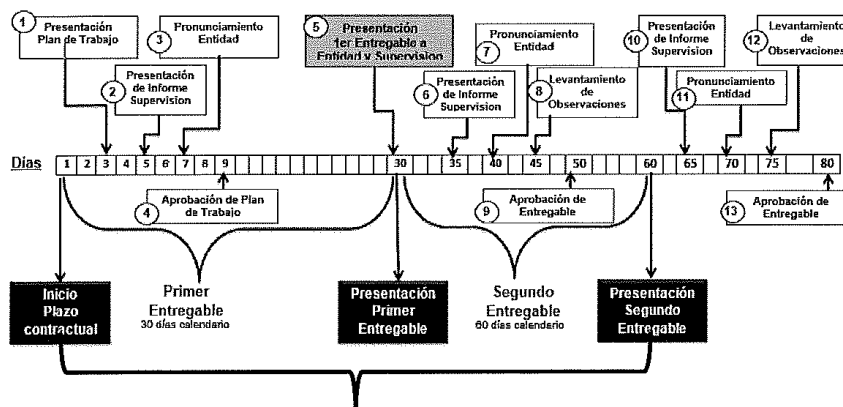 1
Presentación
Plan de Trabajo
3
Pronunciamiento
Entidad
2
Presentación
de Informe
Supervision
5
Presentación
1er Entregable a
Entidad y Supervision
6
Presentación
de Informe
Supervision
7
Pronunciamiento
Entidad
8
Levantamiento
de
Observaciones
10
Presentación
de Informe
Supervision
11
Pronunciamiento
Entidad
12
Levantamiento
de
Observaciones
Días 1 2 3 4 5 6 7 8 9 30 35 40 45 50 60 65 70 75 80
4
Aprobación de Plan
de Trabajo
9
Aprobación de
Entregable
13
Aprobación de
Entregable
Inicio
Plazo
contractual
Primer
Entregable
30 días calendario
Presentación
Primer
Entregable
Segundo
Entregable
60 días calendario
Presentación
Segundo
Entregable